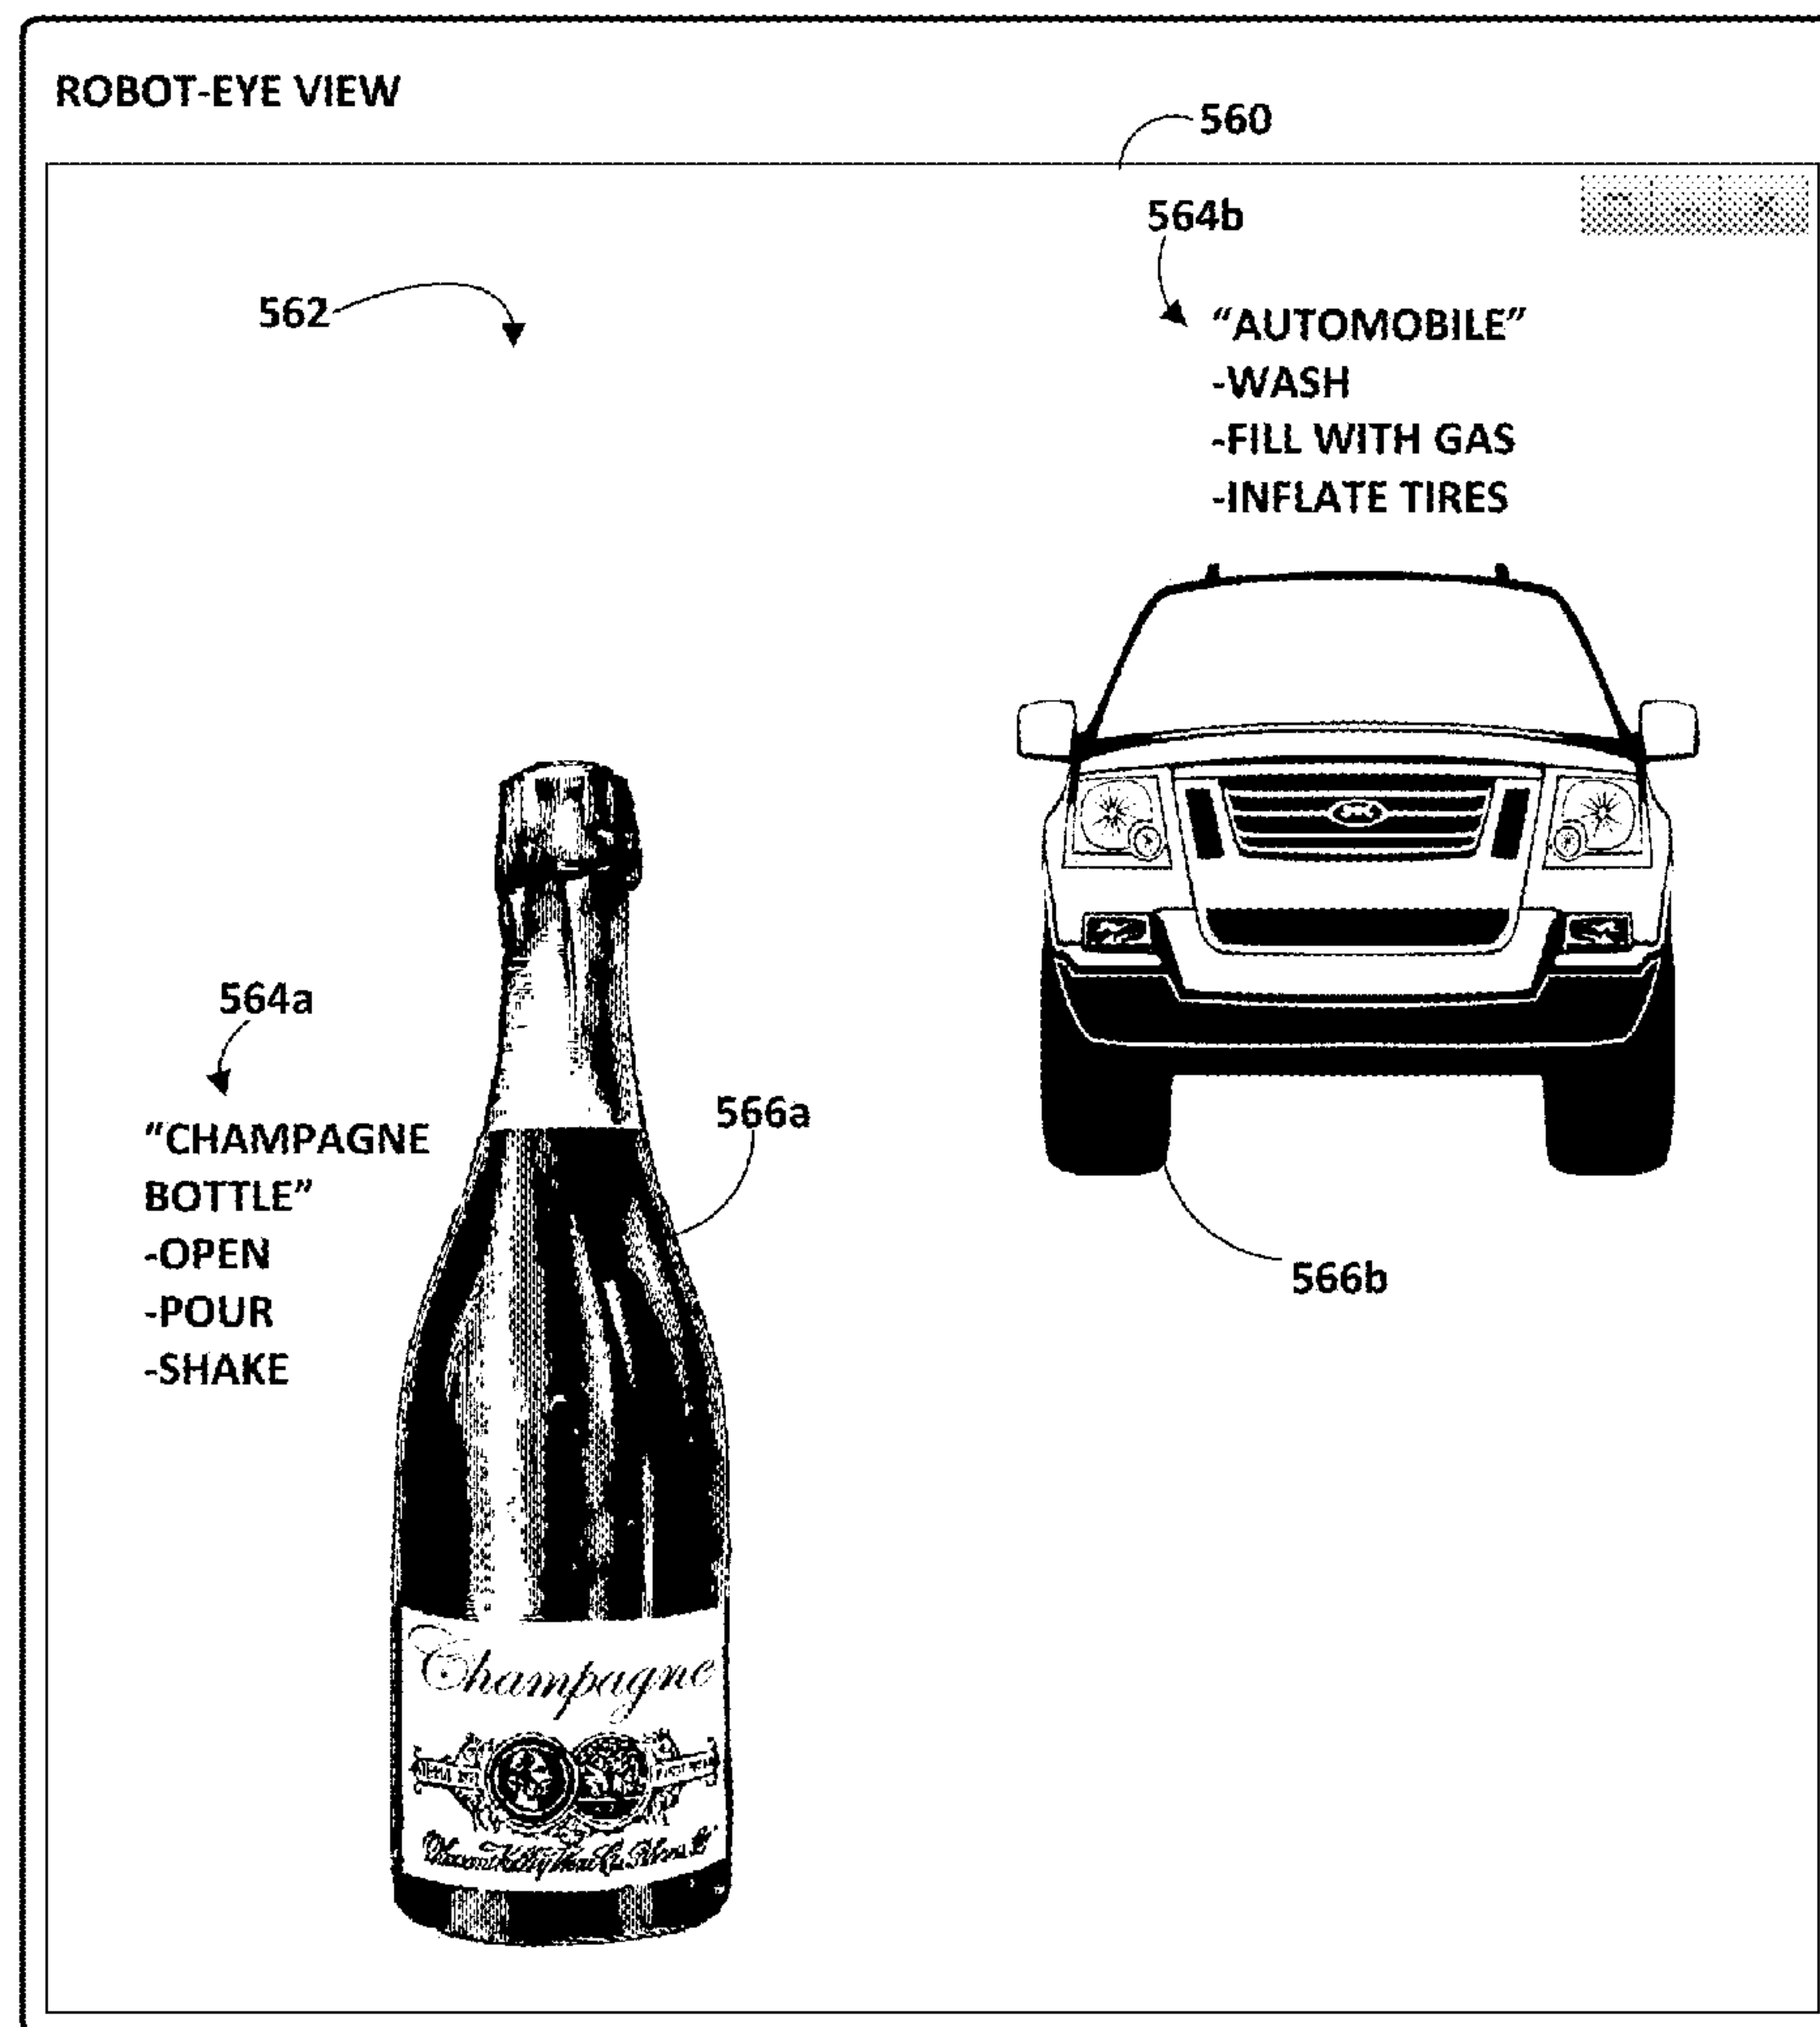 ROBOT-EYE VIEW
560
564b
562
“AUTOMOBILE”
-WASH
-FILL WITH GAS
-INFLATE TIRES
564a
“CHAMPAGNE
BOTTLE”
-OPEN
-POUR
-SHAKE
566a
566b
Champagne